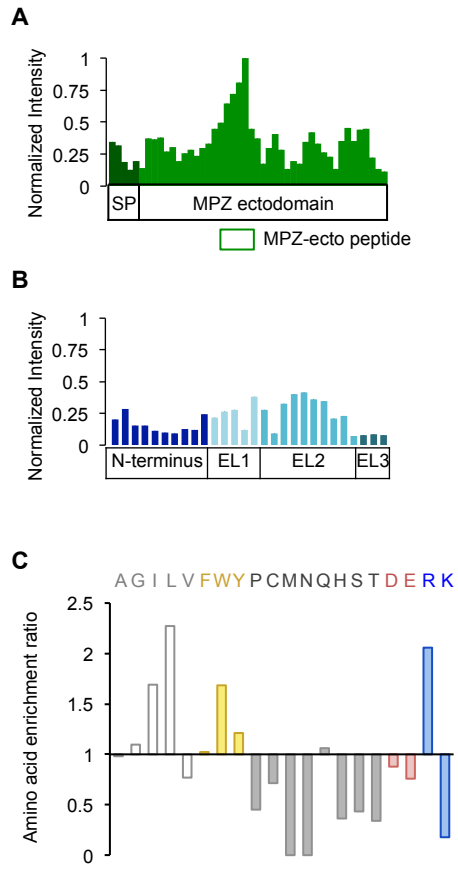 A
Normalized Intensity
1
0.75
0.5
0.25
0
SP MPZ ectodomain
MPZ-ecto peptide
B
Normalized Intensity
1
0.75
0.5
0.25
0
N-terminus EL1 EL2 EL3
C
A G I L V F W Y P C M N Q H S T D E R K
Amino acid enrichment ratio
2.5
2
1.5
1
0.5
0